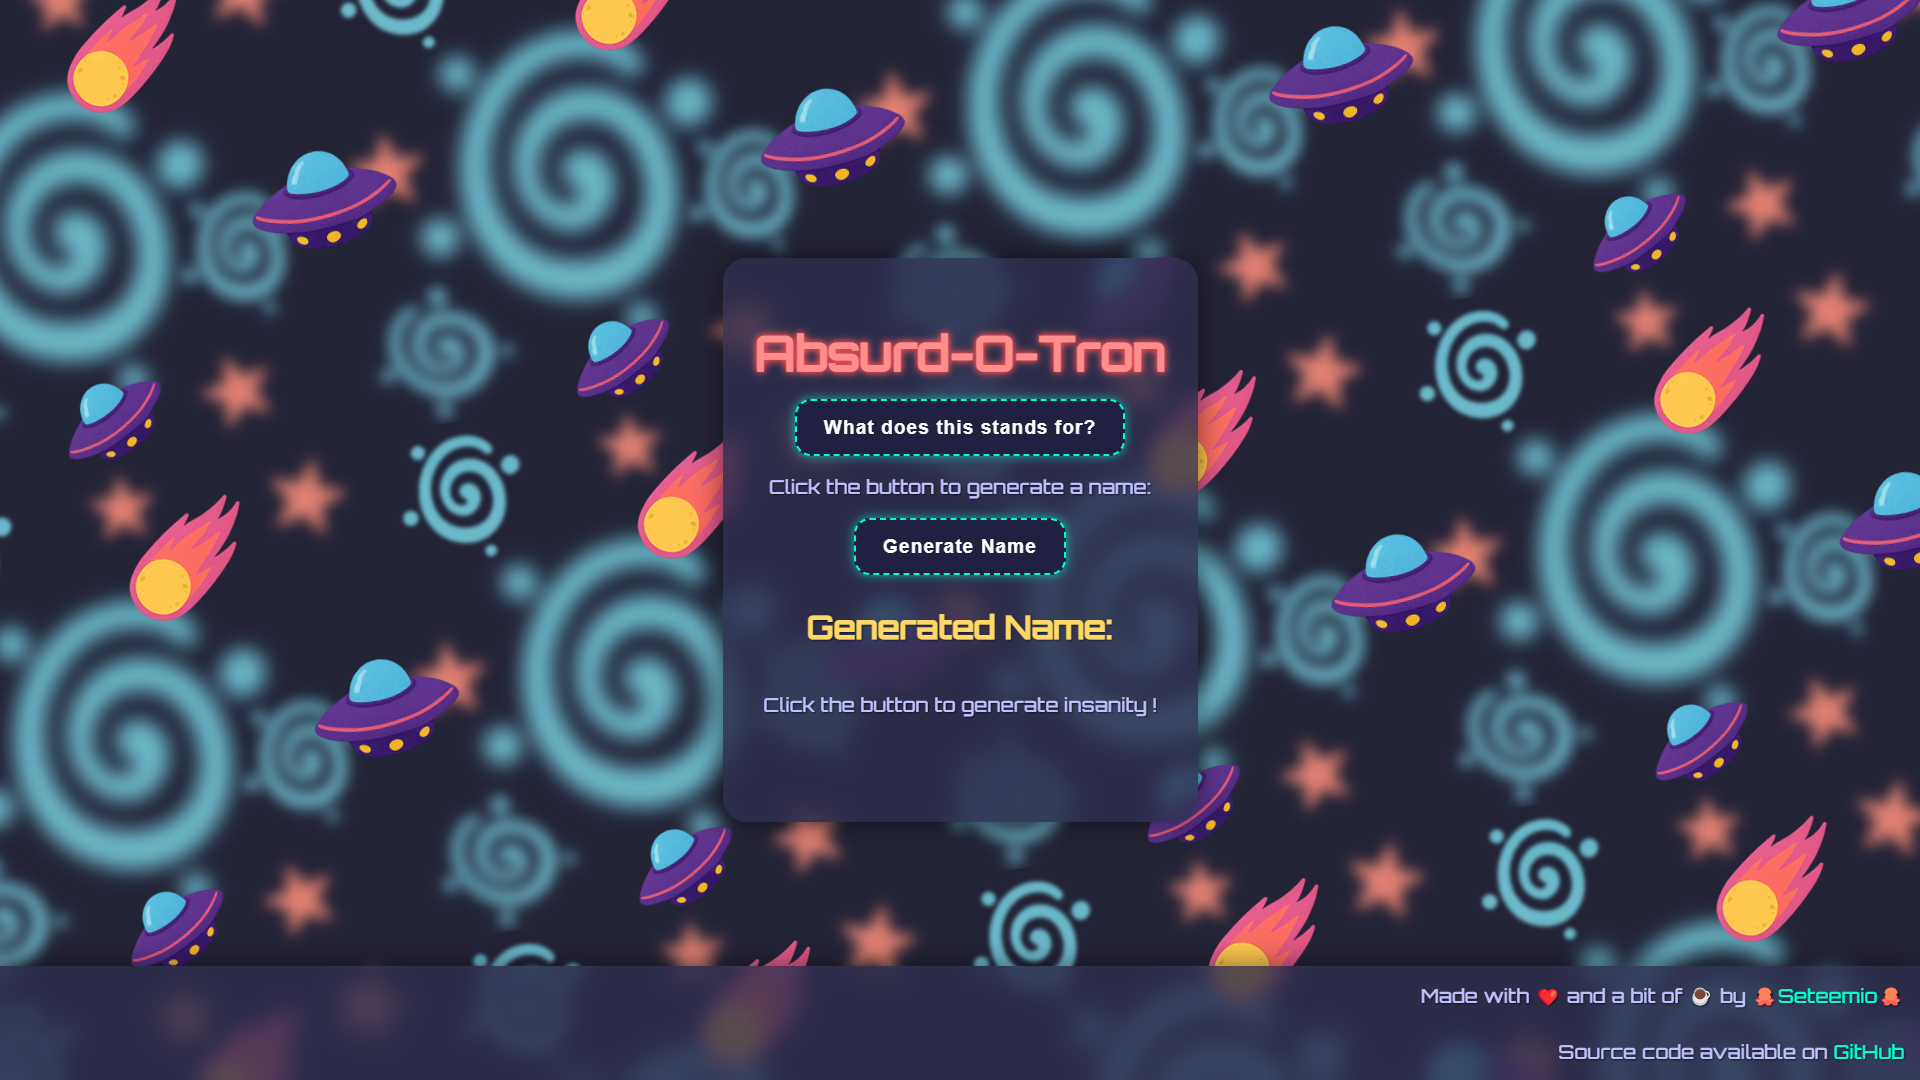 Absurd-O-Tron
What does this stands for?
Click the button to generate a name:
Generate Name
Generated Name:
Click the button to generate insanity !
Made with ❤️ and a bit of ☕ by 🐙Seteemio🐙
Source code available on GitHub